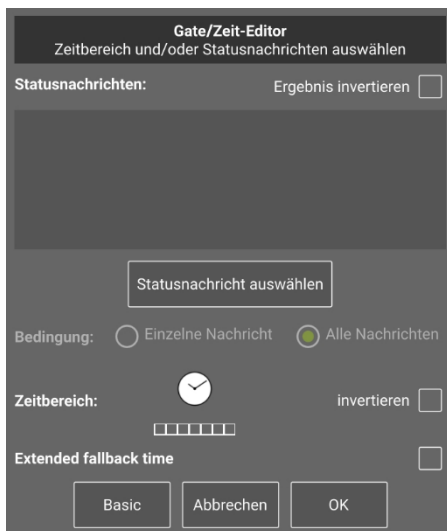 Gate/Zeit-Editor
Zeitbereich und/oder Statusnachrichten auswählen
Statusnachrichten: Ergebnis invertieren
Statusnachricht auswählen
Bedingung: Einzelne Nachricht Alle Nachrichten
Zeitbereich: invertieren
Extended fallback time
Basic Abbrechen OK